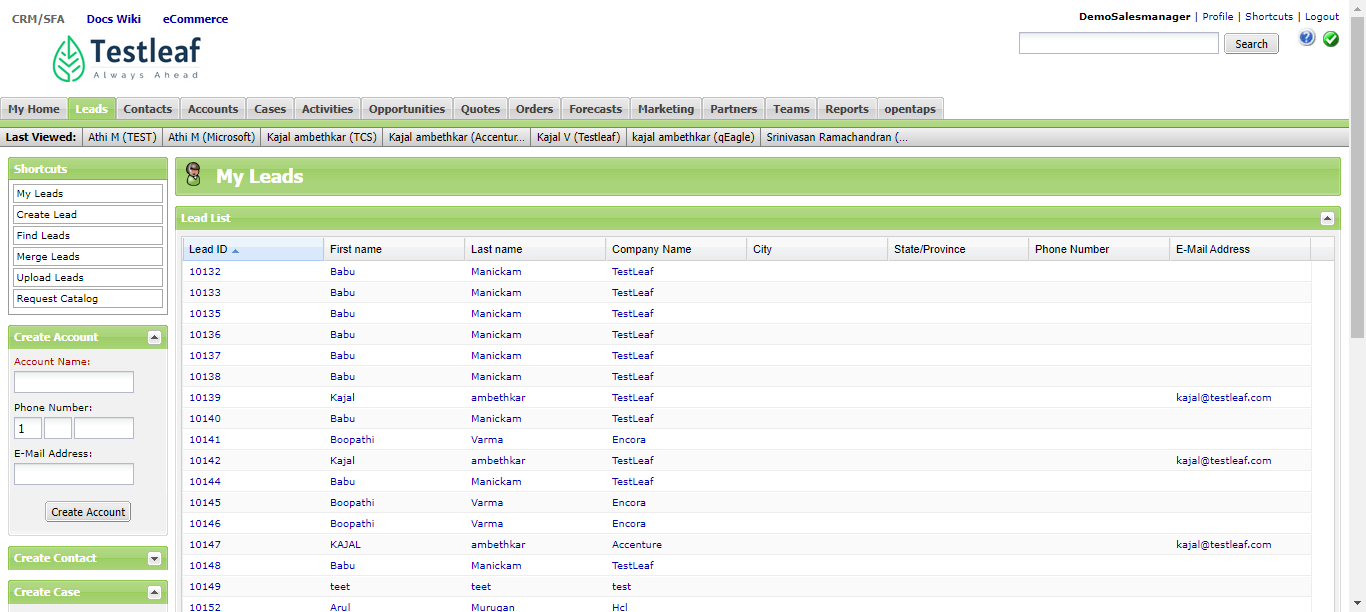 CRM/SFA Docs Wiki eCommerce
DemoSalesmanager | Profile | Shortcuts | Logout
Testleaf
Always Ahead
Search
My Home Leads Contacts Accounts Cases Activities Opportunities Quotes Orders Forecasts Marketing Partners Teams Reports opentaps
Last Viewed: Athi M (TEST) Athi M (Microsoft) Kajal ambethkar (TCS) Kajal ambethkar (Accentur... Kajal V (Testleaf) kajal ambethkar (qEagle) Srinivasan Ramachandran (...
Shortcuts
My Leads
Create Lead
Find Leads
Merge Leads
Upload Leads
Request Catalog
Create Account
Account Name:
Phone Number:
1
E-Mail Address:
Create Account
Create Contact
Create Case
My Leads
Lead List
Lead ID First name Last name Company Name City State/Province Phone Number E-Mail Address
10132 Babu Manickam TestLeaf
10133 Babu Manickam TestLeaf
10135 Babu Manickam TestLeaf
10136 Babu Manickam TestLeaf
10137 Babu Manickam TestLeaf
10138 Babu Manickam TestLeaf
10139 Kajal ambethkar TestLeaf kajal@testleaf.com
10140 Babu Manickam TestLeaf
10141 Boopathi Varma Encora
10142 Kajal ambethkar TestLeaf kajal@testleaf.com
10144 Babu Manickam TestLeaf
10145 Boopathi Varma Encora
10146 Boopathi Varma Encora
10147 KAJAL ambethkar Accenture kajal@testleaf.com
10148 Babu Manickam TestLeaf
10149 teet teet test
10152 Arul Murugan Hcl